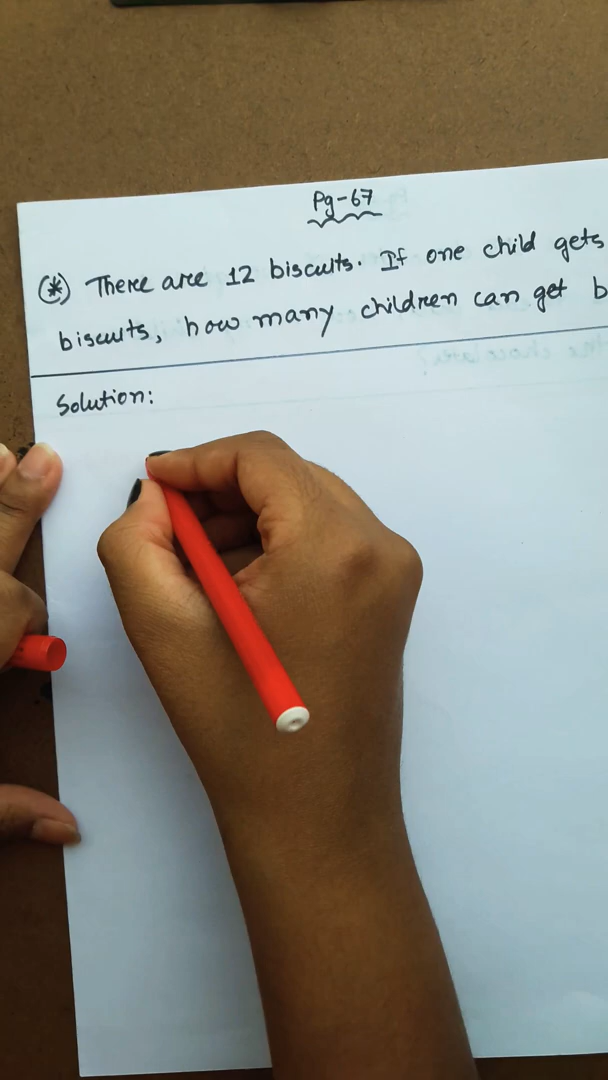 Pg-67
(*) There are 12 biscuits. If one child gets
biscuits, how many children can get b
Solution: